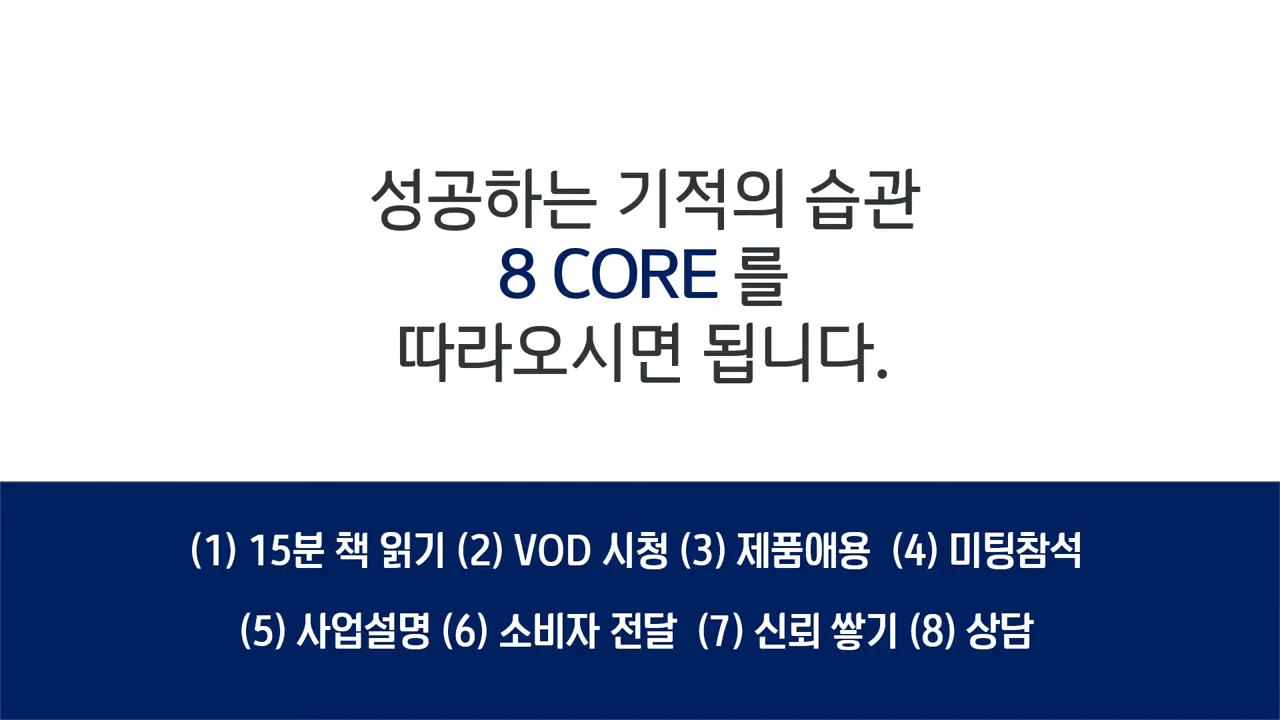 성공하는 기적의 습관
8 CORE 를
따라오시면 됩니다.
(1) 15분 책 읽기 (2) VOD 시청 (3) 제품애용 (4) 미팅참석
(5) 사업설명 (6) 소비자 전달 (7) 신뢰 쌓기 (8) 상담